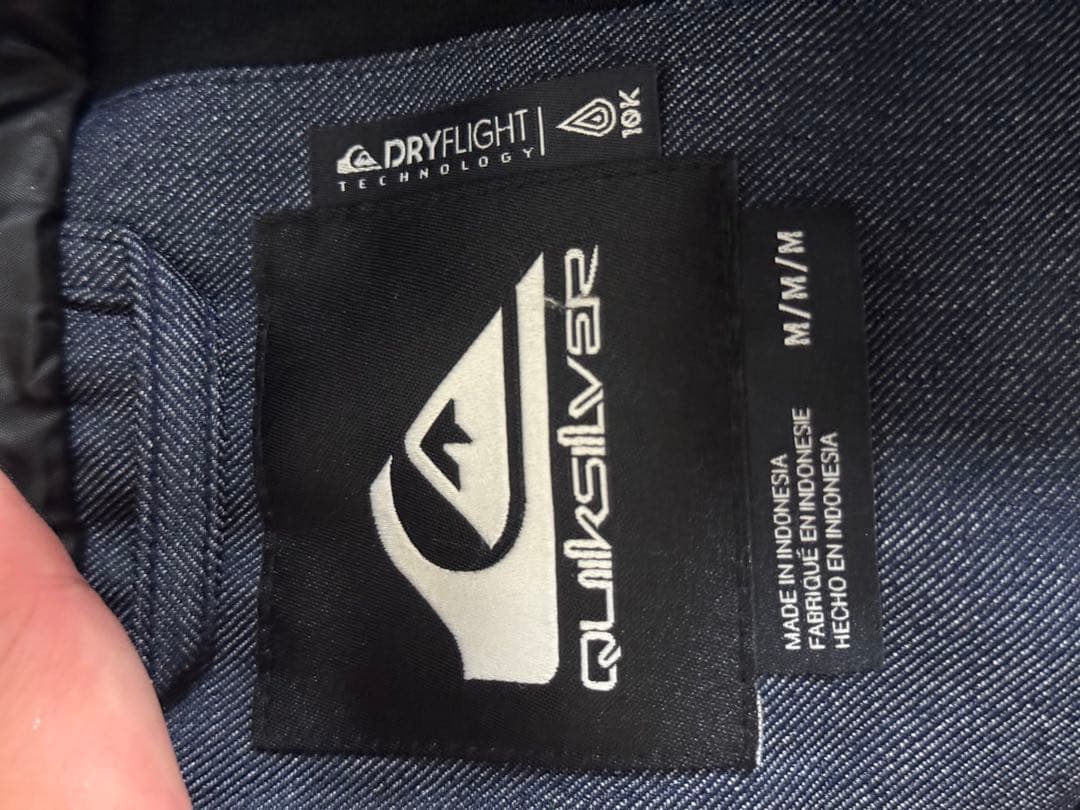 DRYFLIGHT
TECHNOLOGY
10K
QUIKSILVER
MADE IN INDONESIA
FABRIQUÉ EN INDONESIE
HECHO EN INDONESIA
M/M/M